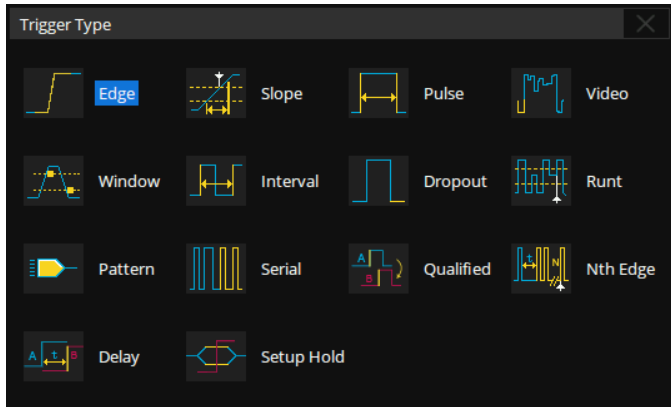 Trigger Type
Edge Slope Pulse Video
Window Interval Dropout Runt
Pattern Serial A B Qualified t N Nth Edge
A t B Delay Setup Hold